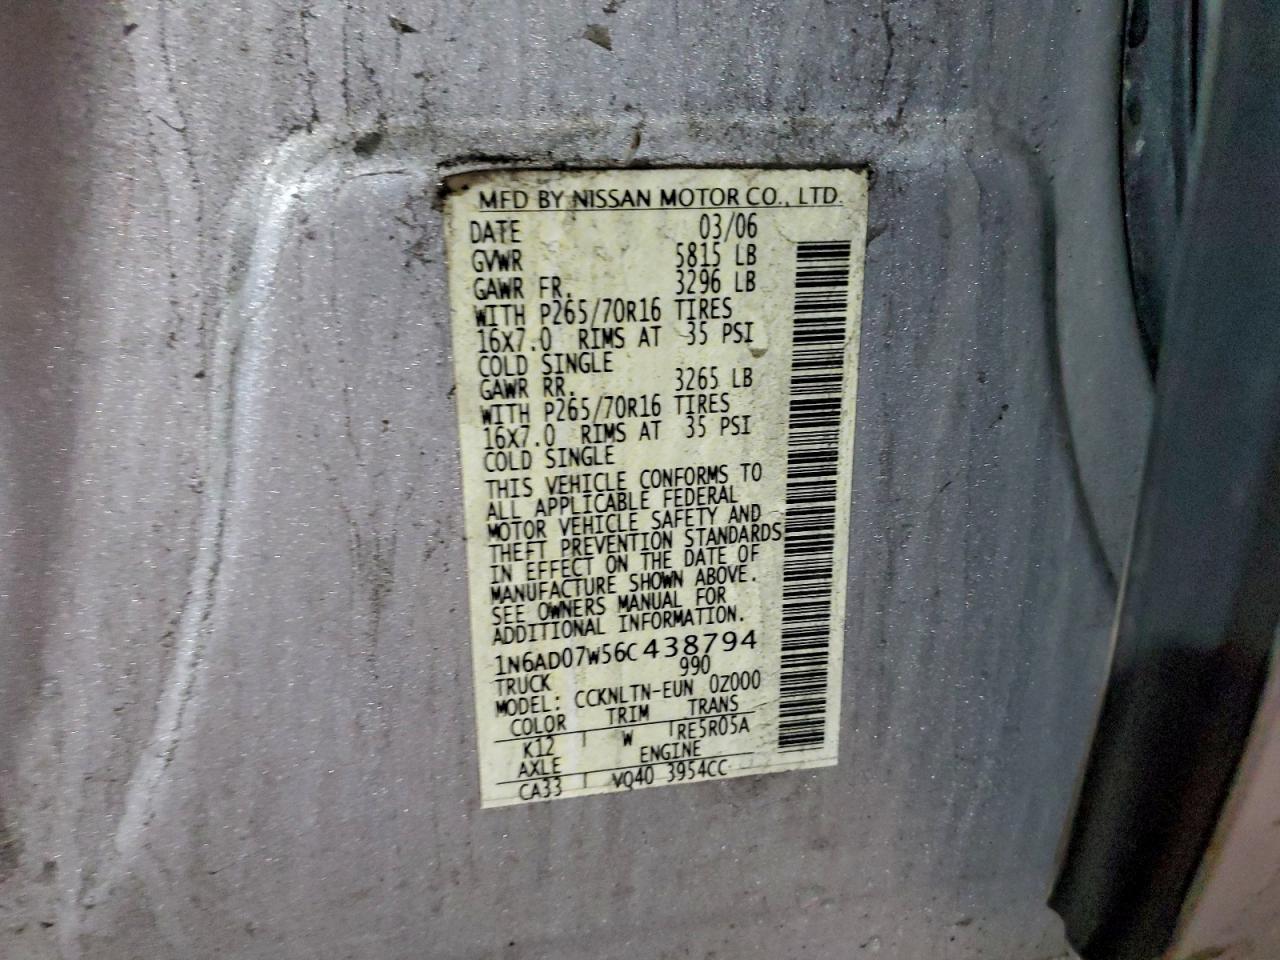 MFD BY NISSAN MOTOR CO., LTD.
DATE 03/06
GVWR 5815 LB
GAWR FR. 3296 LB
WITH P265/70R16 TIRES
16X7.0 RIMS AT 35 PSI
COLD SINGLE
GAWR RR. 3265 LB
WITH P265/70R16 TIRES
16X7.0 RIMS AT 35 PSI
COLD SINGLE
THIS VEHICLE CONFORMS TO
ALL APPLICABLE FEDERAL
MOTOR VEHICLE SAFETY AND
THEFT PREVENTION STANDARDS
IN EFFECT ON THE DATE OF
MANUFACTURE SHOWN ABOVE.
SEE OWNERS MANUAL FOR
ADDITIONAL INFORMATION.
1N6AD07W56C438794
TRUCK 990
MODEL: CCKNLTN-EUN 0Z000
COLOR TRIM TRANS
K12 W RE5R05A
AXLE ENGINE
CA33 VQ40 3954CC